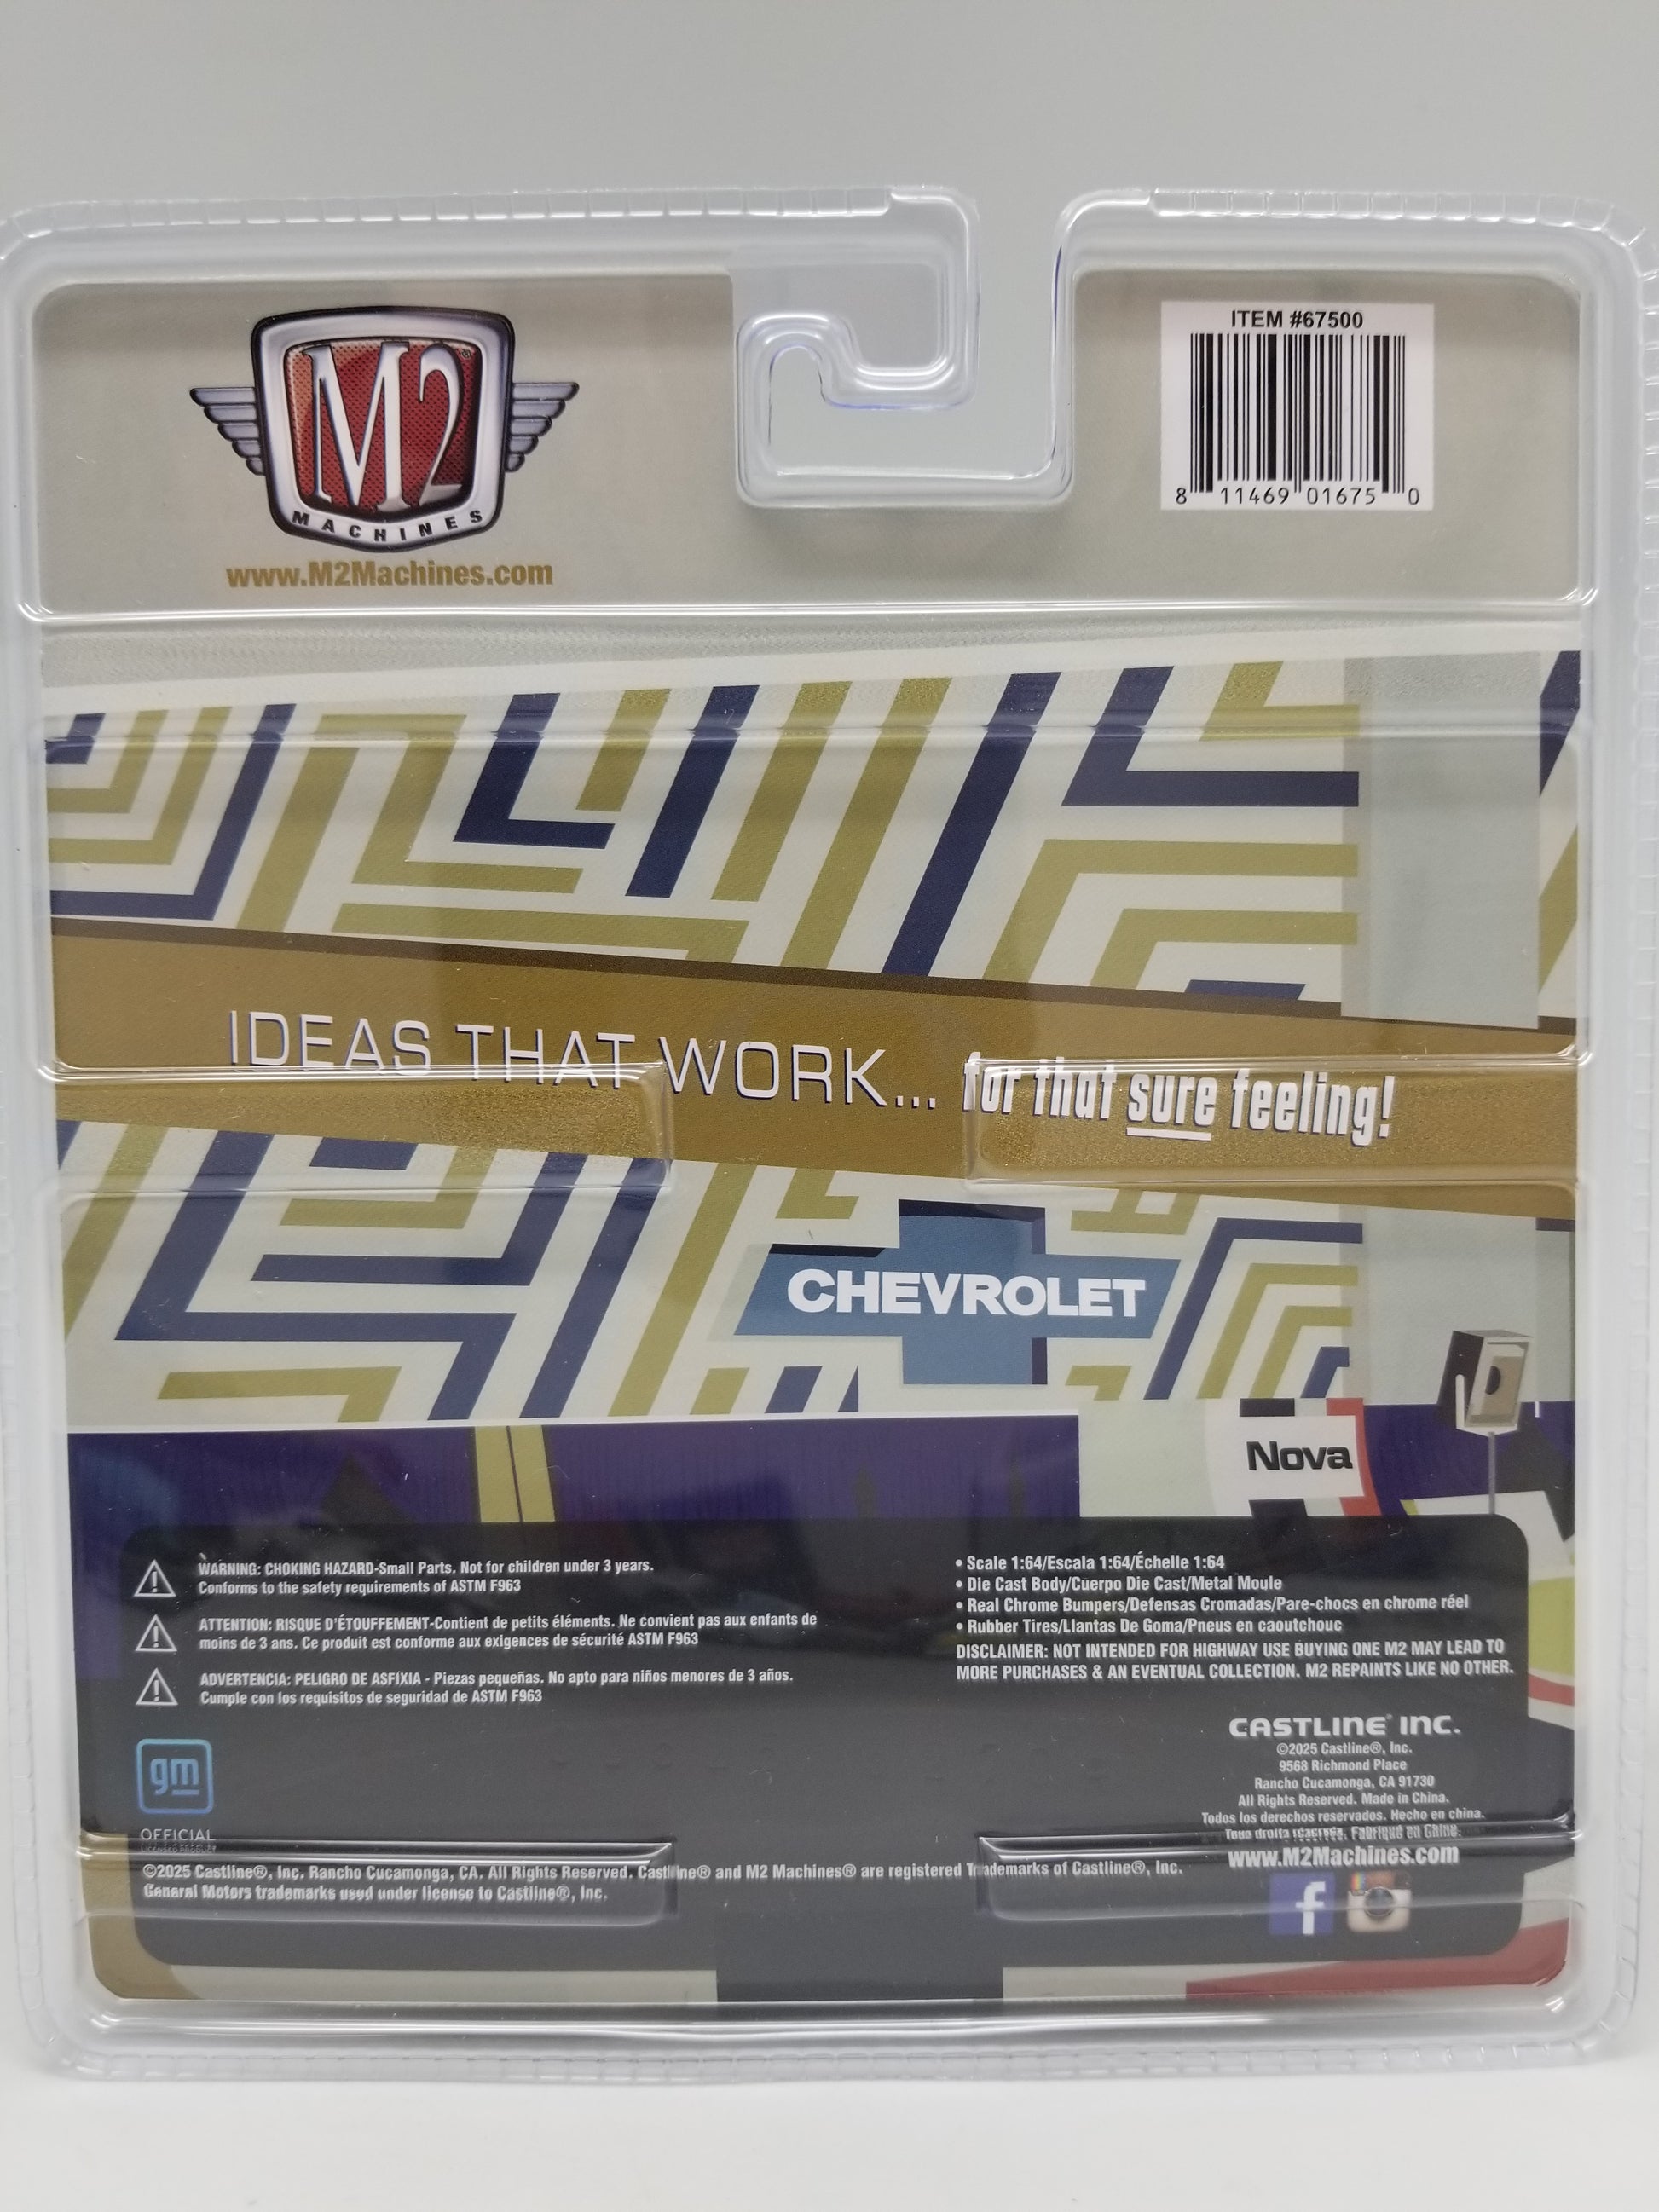 ITEM #67500
M2®
MACHINES
8 11469 01675 0
www.M2Machines.com
IDEAS THAT WORK... for that sure feeling!
CHEVROLET
Nova
WARNING: CHOKING HAZARD-Small Parts. Not for children under 3 years.
Conforms to the safety requirements of ASTM F963
ATTENTION: RISQUE D'ÉTOUFFEMENT-Contient de petits éléments. Ne convient pas aux enfants de
moins de 3 ans. Ce produit est conforme aux exigences de sécurité ASTM F963
ADVERTENCIA: PELIGRO DE ASFÍXIA - Piezas pequeñas. No apto para niños menores de 3 años.
Cumple con los requisitos de seguridad de ASTM F963
• Scale 1:64/Escala 1:64/Échelle 1:64
• Die Cast Body/Cuerpo Die Cast/Metal Moule
• Real Chrome Bumpers/Defensas Cromadas/Pare-chocs en chrome réel
• Rubber Tires/Llantas De Goma/Pneus en caoutchouc
DISCLAIMER: NOT INTENDED FOR HIGHWAY USE BUYING ONE M2 MAY LEAD TO
MORE PURCHASES & AN EVENTUAL COLLECTION. M2 REPAINTS LIKE NO OTHER.
gm
OFFICIAL
CASTLINE® INC.
©2025 Castline®, Inc.
9568 Richmond Place
Rancho Cucamonga, CA 91730
All Rights Reserved. Made in China.
Todos los derechos reservados. Hecho en china.
Tous droits réservés. Fabriqué en Chine.
www.M2Machines.com
©2025 Castline®, Inc. Rancho Cucamonga, CA. All Rights Reserved. Castline® and M2 Machines® are registered Trademarks of Castline®, Inc.
General Motors trademarks used under license to Castline®, Inc.
f